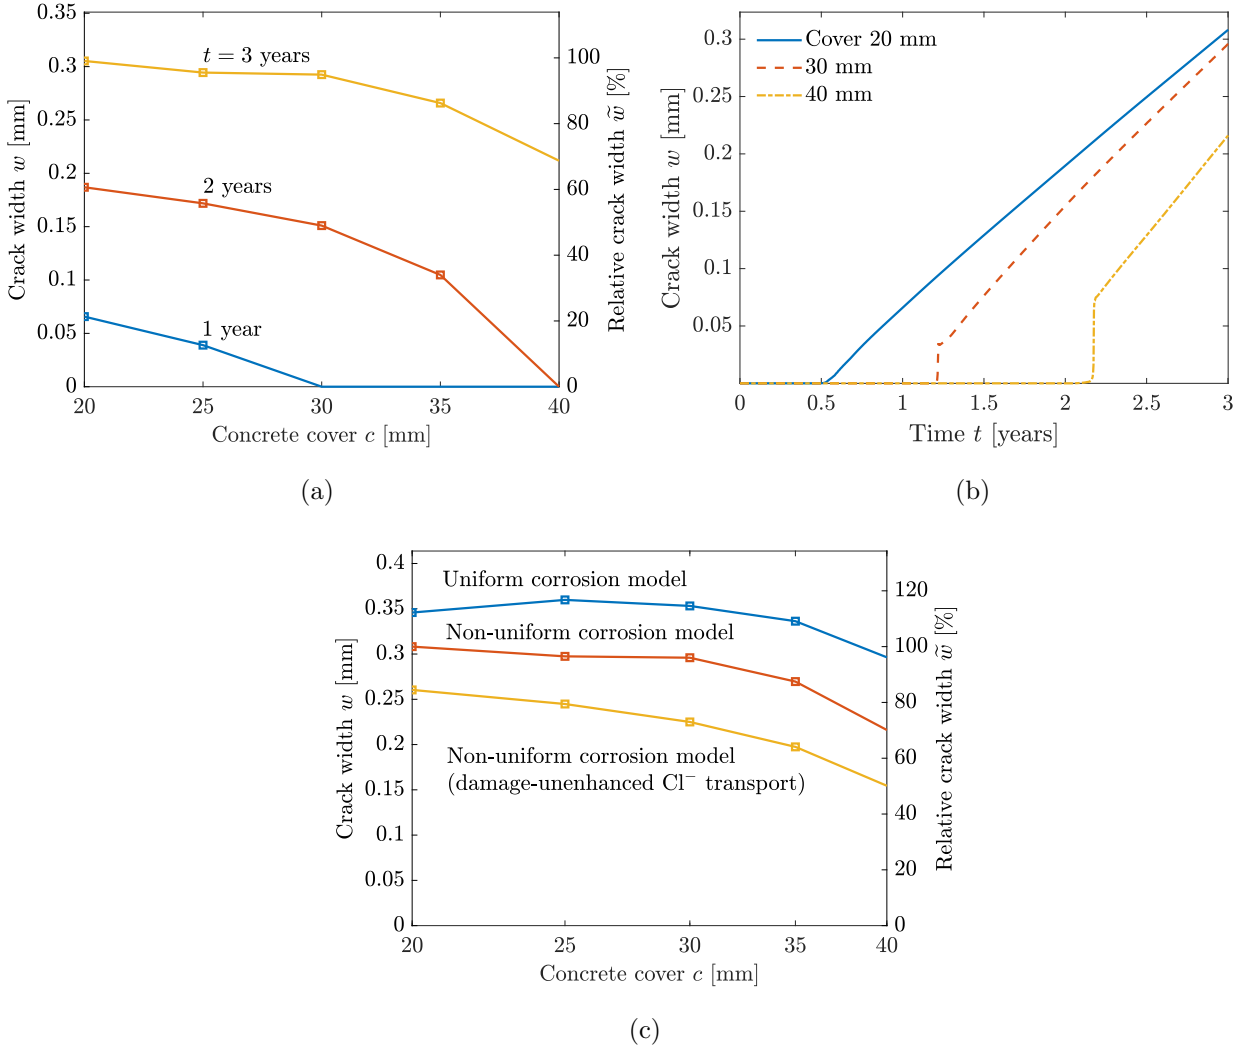 0.35
0.3
0.25
0.2
0.15
0.1
0.05
0
Crack width w [mm]
t = 3 years
2 years
1 year
100
80
60
40
20
0
Relative crack width w̃ [%]
20 25 30 35 40
Concrete cover c [mm]
(a)
0.3
0.25
0.2
0.15
0.1
0.05
Crack width w [mm]
Cover 20 mm
30 mm
40 mm
0 0.5 1 1.5 2 2.5 3
Time t [years]
(b)
0.4
0.35
0.3
0.25
0.2
0.15
0.1
0.05
0
Crack width w [mm]
Uniform corrosion model
Non-uniform corrosion model
Non-uniform corrosion model
(damage-unenhanced Cl⁻ transport)
120
100
80
60
40
20
0
Relative crack width w̃ [%]
20 25 30 35 40
Concrete cover c [mm]
(c)